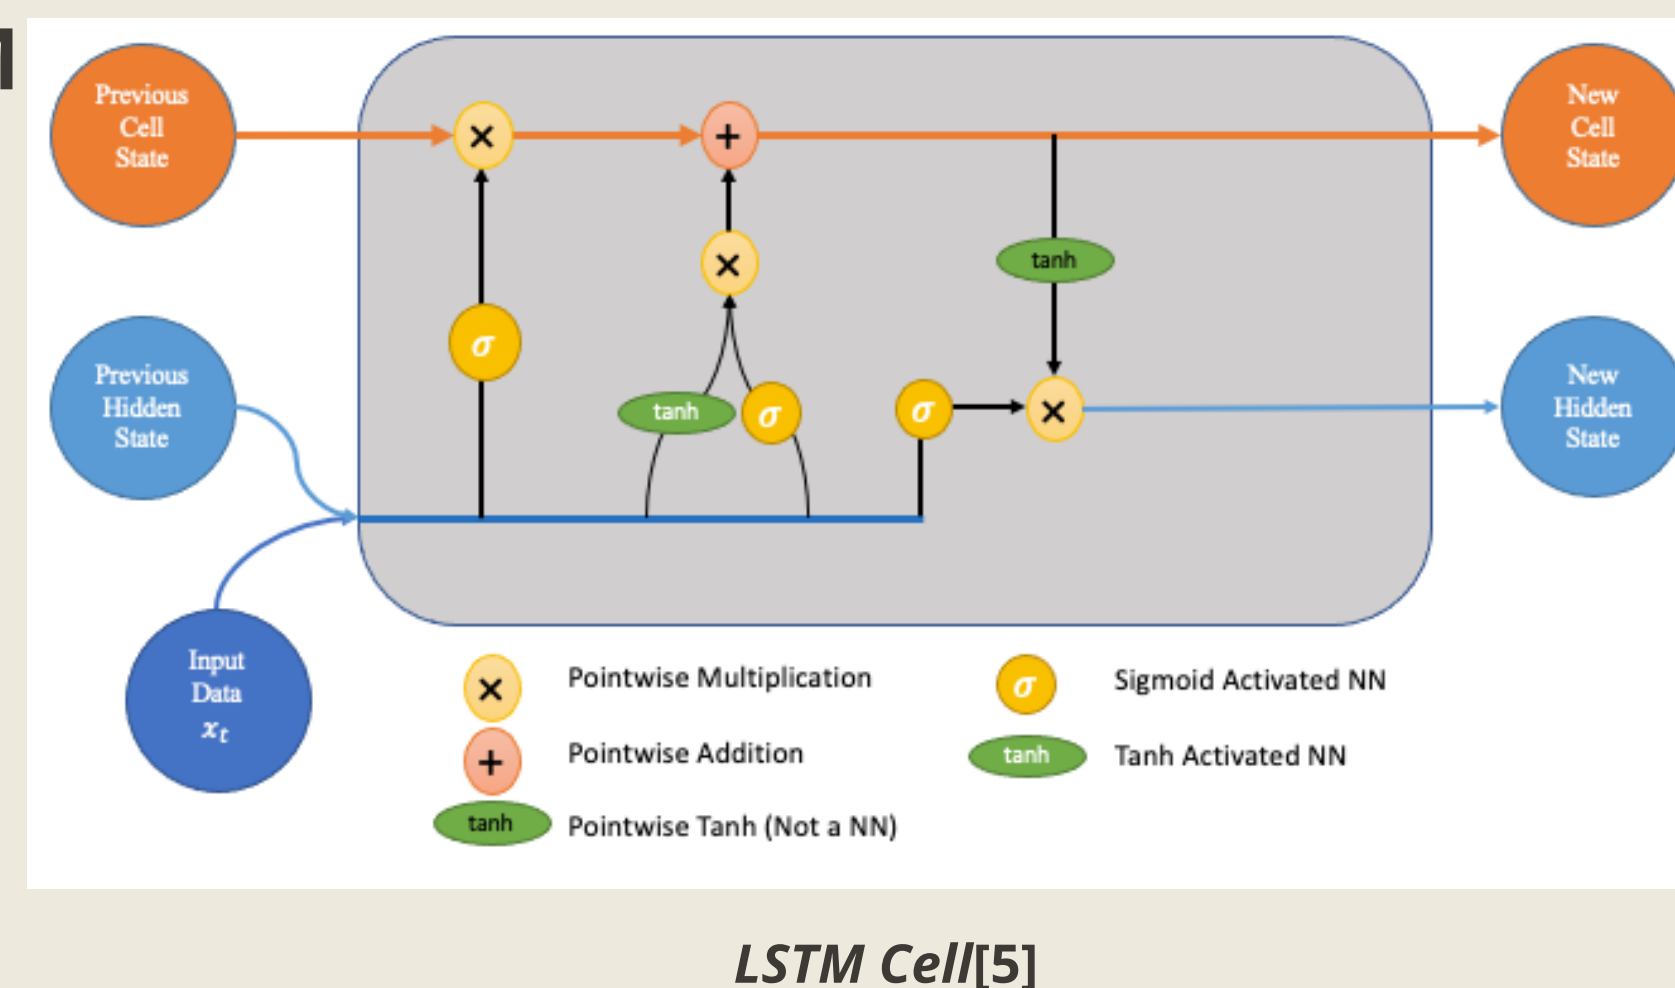 Previous
Cell
State
×
+
New
Cell
State
×
tanh
σ
Previous
Hidden
State
tanh
σ
σ
×
New
Hidden
State
Input
Data
xₜ
×
Pointwise Multiplication
σ
Sigmoid Activated NN
+
Pointwise Addition
tanh
Tanh Activated NN
tanh
Pointwise Tanh (Not a NN)
LSTM Cell[5]